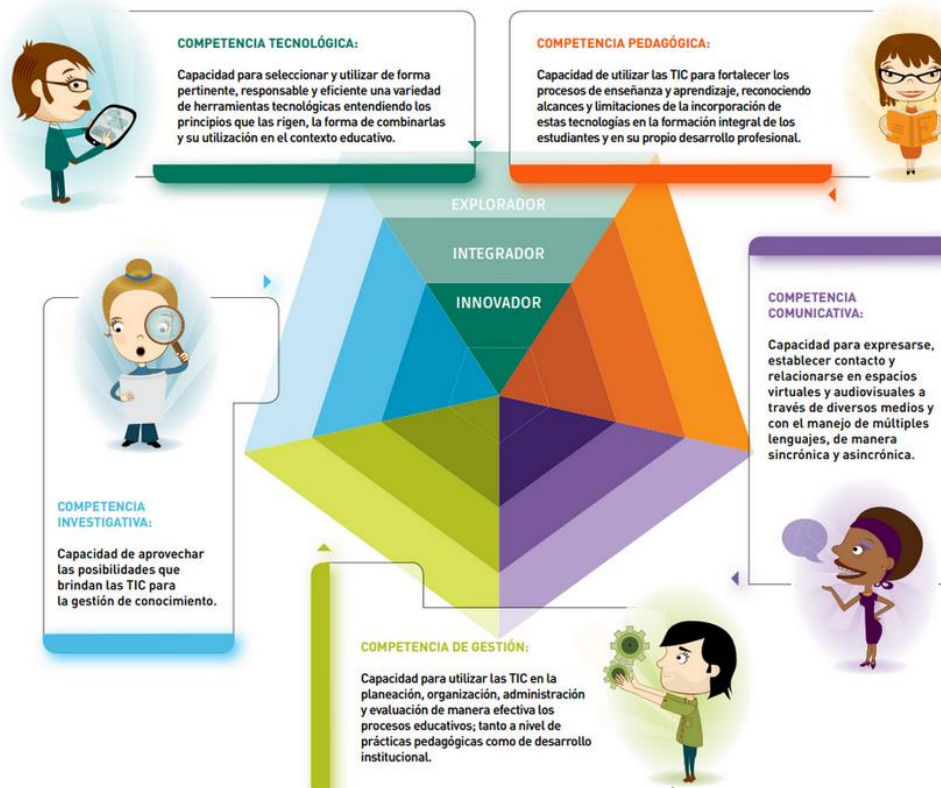 COMPETENCIA TECNOLÓGICA:
Capacidad para seleccionar y utilizar de forma
pertinente, responsable y eficiente una variedad
de herramientas tecnológicas entendiendo los
principios que las rigen, la forma de combinarlas
y su utilización en el contexto educativo.
COMPETENCIA PEDAGÓGICA:
Capacidad de utilizar las TIC para fortalecer los
procesos de enseñanza y aprendizaje, reconociendo
alcances y limitaciones de la incorporación de
estas tecnologías en la formación integral de los
estudiantes y en su propio desarrollo profesional.
EXPLORADOR
INTEGRADOR
INNOVADOR
COMPETENCIA
COMUNICATIVA:
Capacidad para expresarse,
establecer contacto y
relacionarse en espacios
virtuales y audiovisuales a
través de diversos medios y
con el manejo de múltiples
lenguajes, de manera
sincrónica y asincrónica.
COMPETENCIA
INVESTIGATIVA:
Capacidad de aprovechar
las posibilidades que
brindan las TIC para
la gestión de conocimiento.
COMPETENCIA DE GESTIÓN:
Capacidad para utilizar las TIC en la
planeación, organización, administración
y evaluación de manera efectiva los
procesos educativos; tanto a nivel de
prácticas pedagógicas como de desarrollo
institucional.